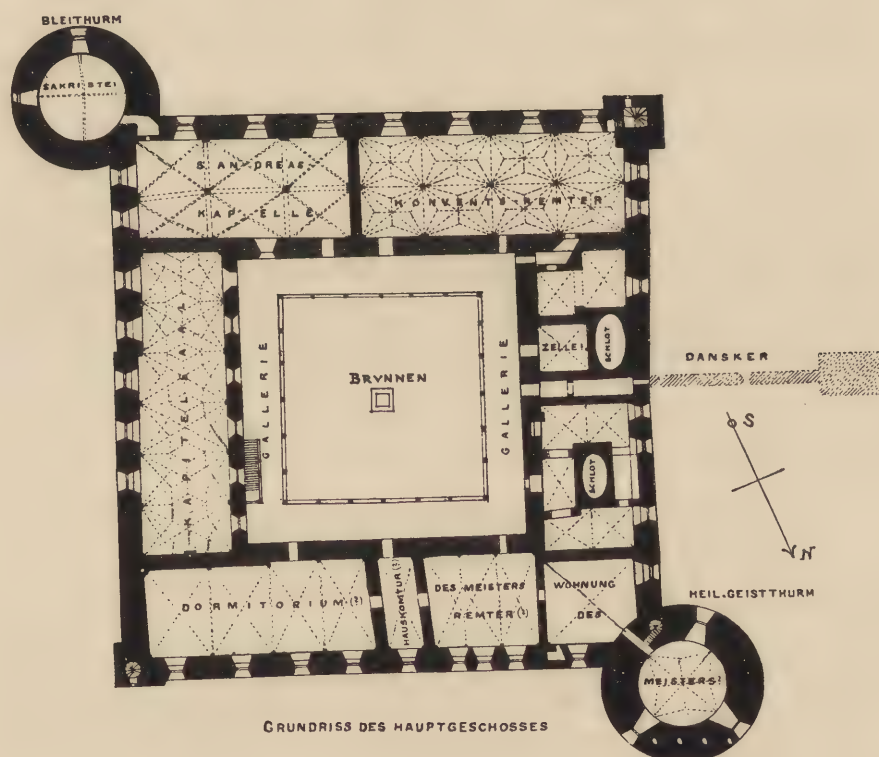 BLEITHURM
SAKRISTEI
S. ANDREAS
KAPPELLE
KONVENTS-REMTER
KAPITELSAAL
GALLERIE
BRVNNEN
GALLERIE
ZELLE
SCHLOT
DANSKER
S
SCHLOT
N
DORMITORIUM (?)
HAUSKOMTUR (?)
DES MEISTERS
REMTER (?)
WOHNUNG
DES
HEIL. GEISTTHURM
MEISTERS
GRUNDRISS DES HAUPTGESCHOSSES